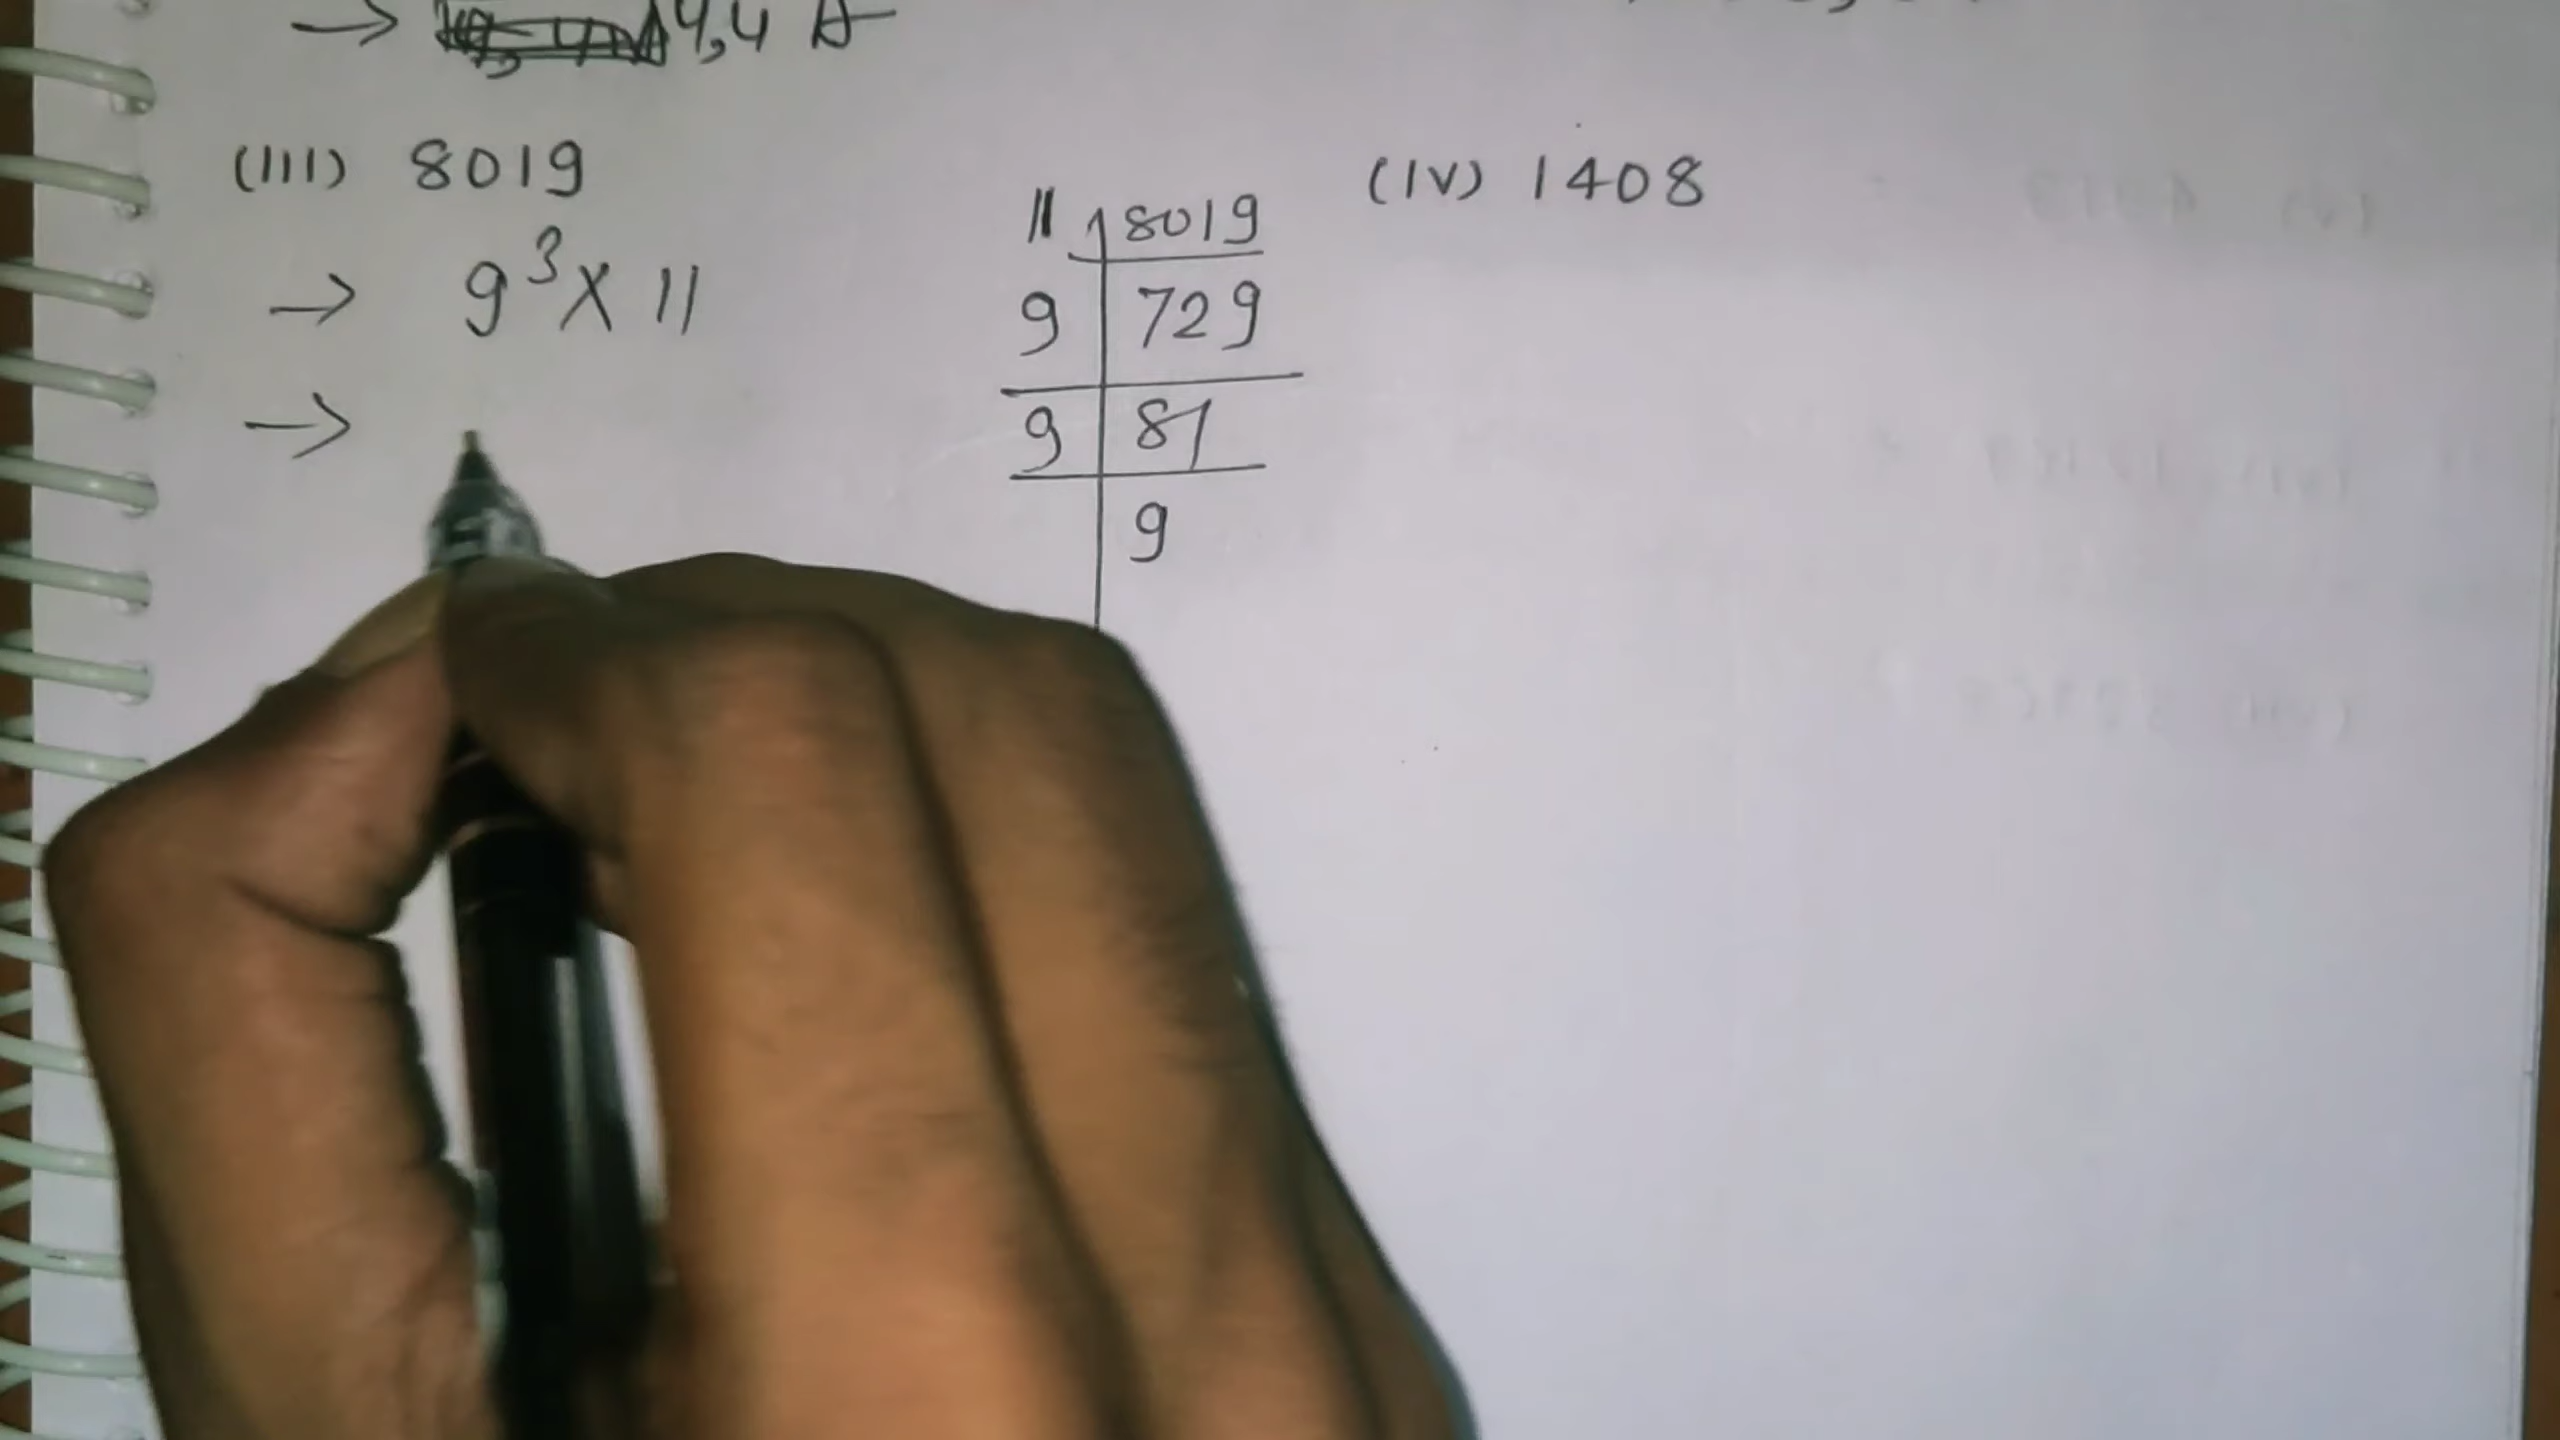 → 4,4 A
(III) 8019
→ 9³ X 11
→
11 8019
9 729
9 81
9
(IV) 1408